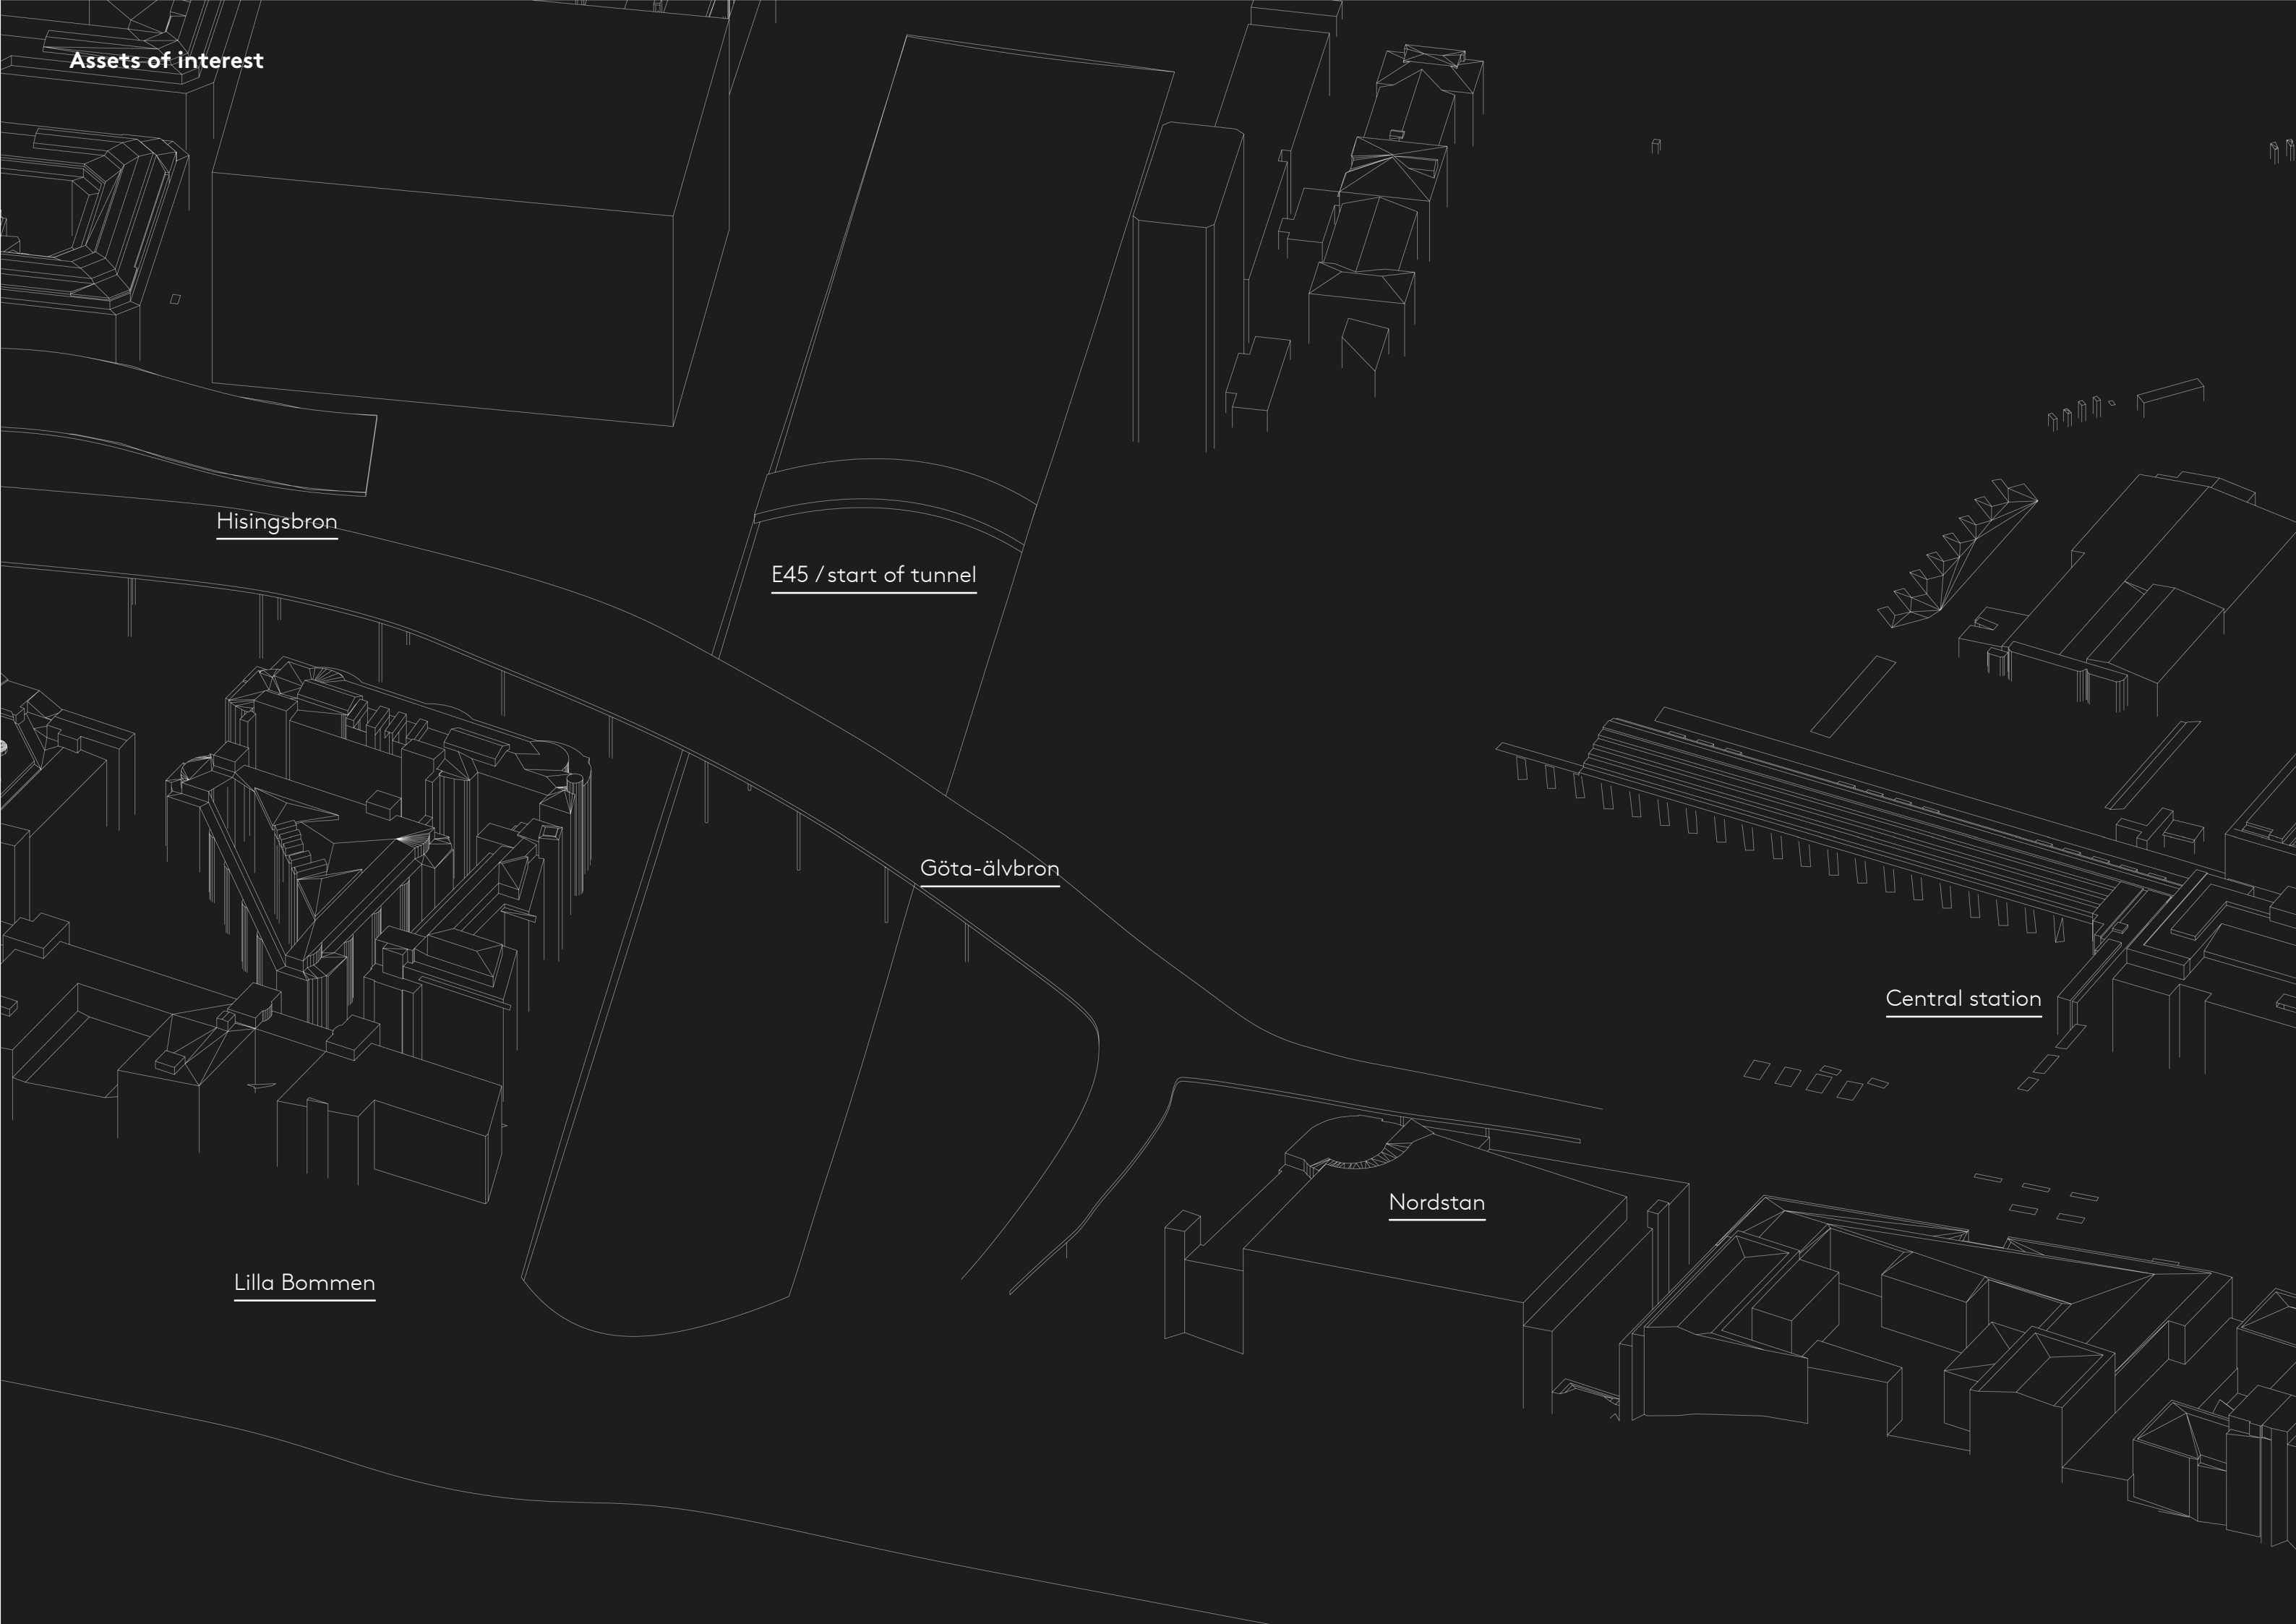 Assets of interest
Hisingsbron
E45 / start of tunnel
Göta-älvbron
Central station
Nordstan
Lilla Bommen